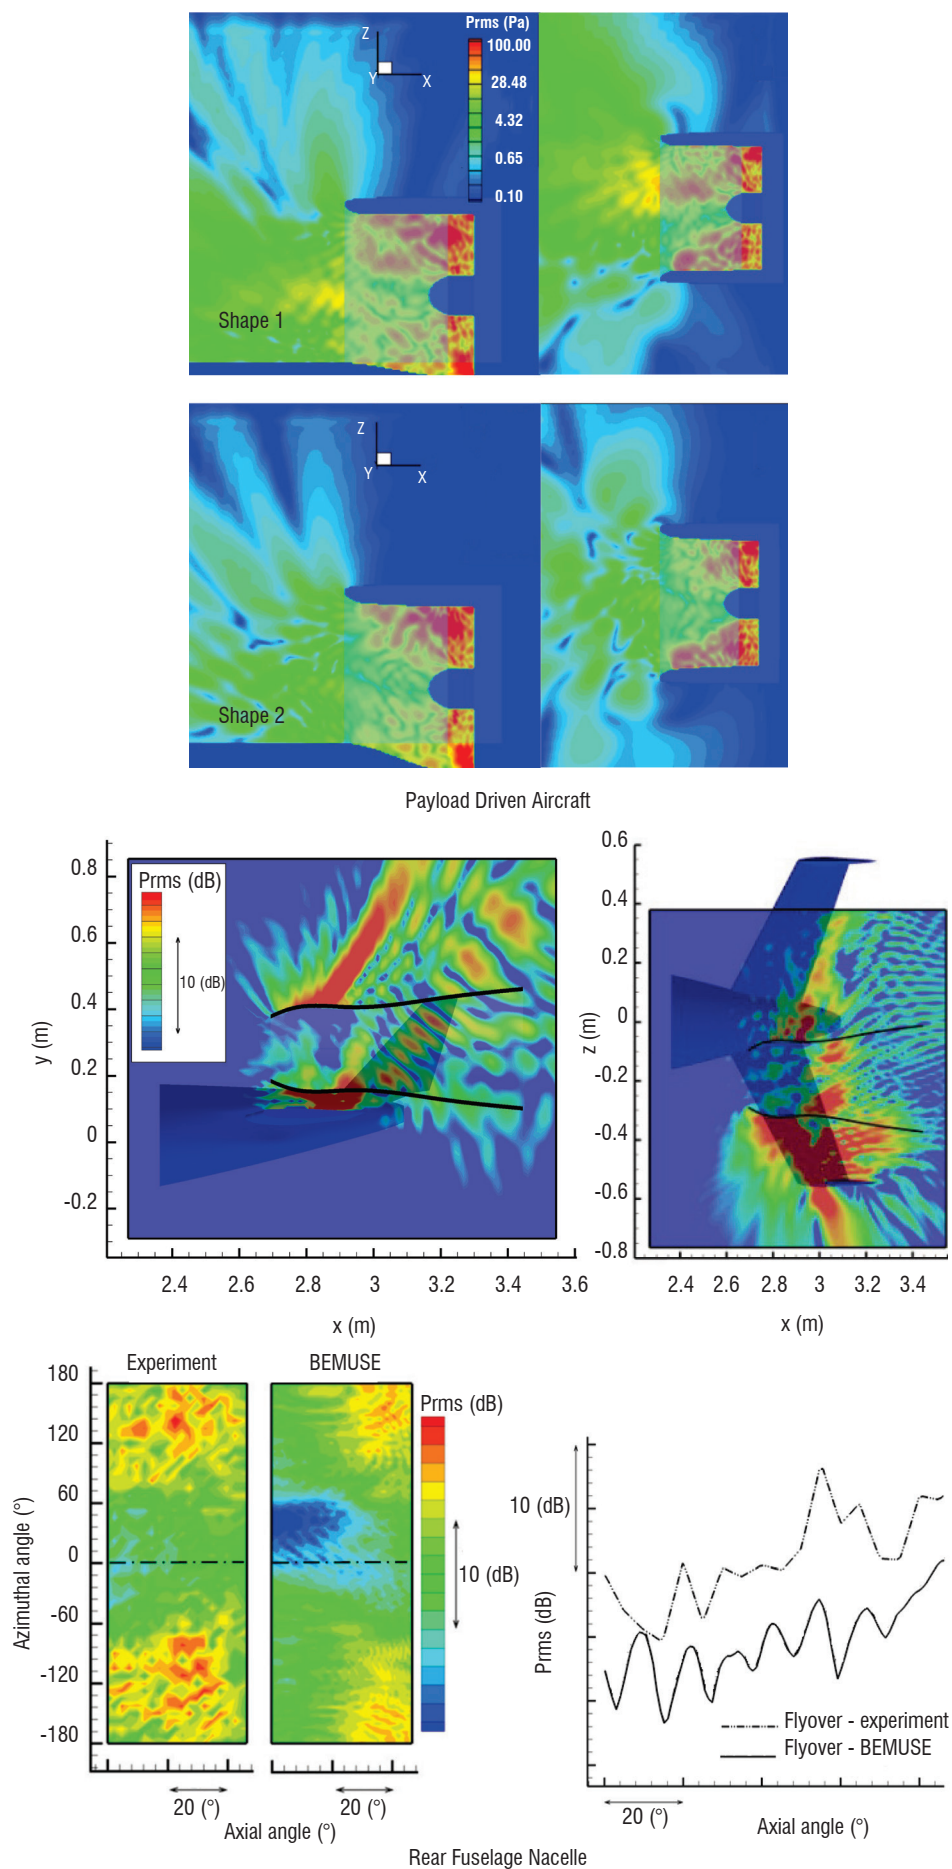 Prms (Pa)
100.00
28.48
4.32
0.65
0.10
Z
Y
X
Shape 1
Z
Y
X
Shape 2
Payload Driven Aircraft
0.8
0.6
0.4
0.2
0
-0.2
y (m)
Prms (dB)
10 (dB)
2.4 2.6 2.8 3 3.2 3.4 3.6
x (m)
0.6
0.4
0.2
0
-0.2
-0.4
-0.6
-0.8
z (m)
2.4 2.6 2.8 3 3.2 3.4
x (m)
Experiment
BEMUSE
180
120
60
0
-60
-120
-180
Azimuthal angle (°)
Prms (dB)
10 (dB)
20 (°)
20 (°)
Axial angle (°)
10 (dB)
Prms (dB)
Flyover - experiment
Flyover - BEMUSE
20 (°)
Axial angle (°)
Rear Fuselage Nacelle